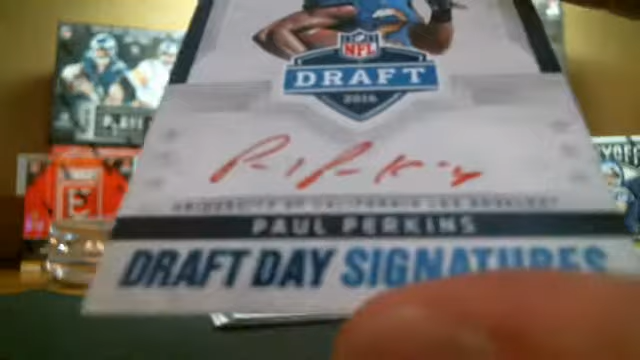 NFL
DRAFT
2016
UNIVERSITY OF CALIFORNIA LOS ANGELES
PAUL PERKINS
DRAFT DAY SIGNATURES